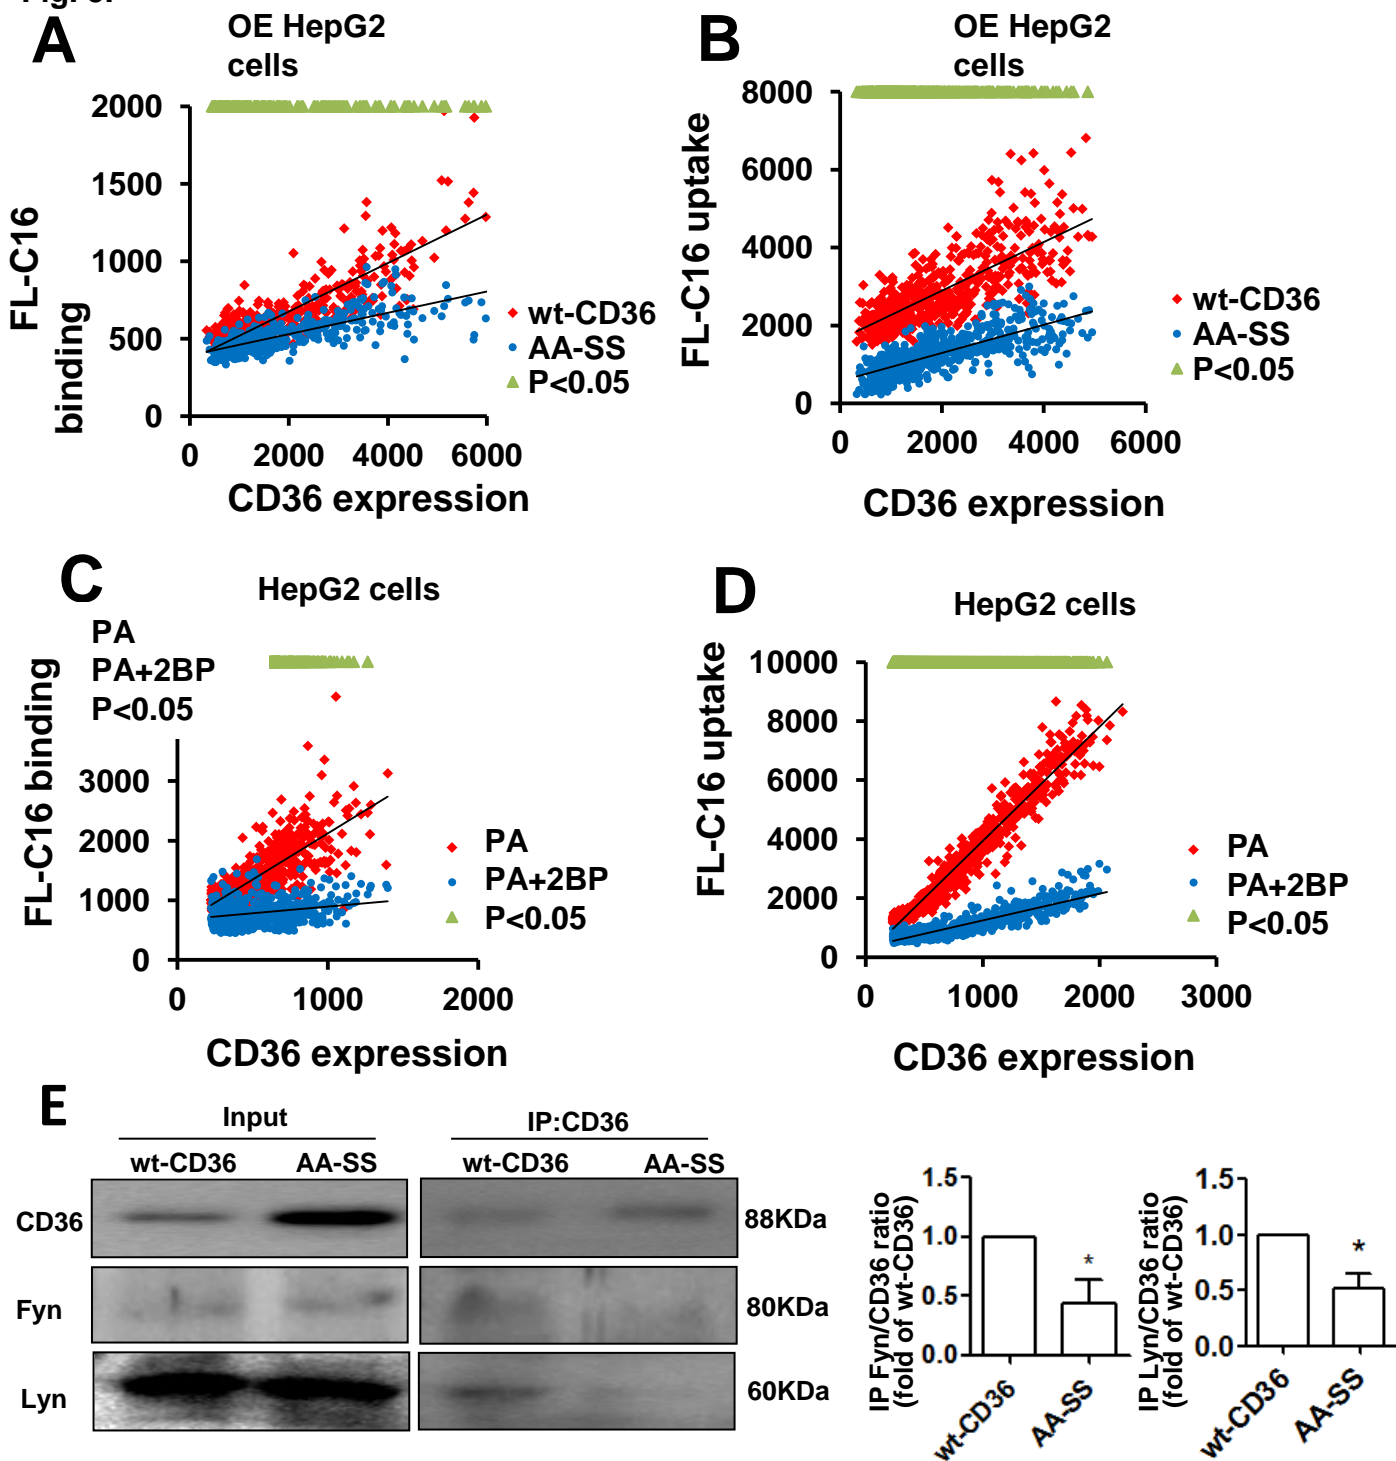 A
OE HepG2
cells
2000
1500
1000
500
0
0
2000
4000
6000
FL-C16
binding
CD36 expression
wt-CD36
AA-SS
P<0.05
B
OE HepG2
cells
8000
6000
4000
2000
0
0
2000
4000
6000
FL-C16 uptake
CD36 expression
wt-CD36
AA-SS
P<0.05
C
HepG2 cells
PA
PA+2BP
P<0.05
3000
2000
1000
0
0
1000
2000
FL-C16 binding
CD36 expression
PA
PA+2BP
P<0.05
D
HepG2 cells
10000
8000
6000
4000
2000
0
0
1000
2000
3000
FL-C16 uptake
CD36 expression
PA
PA+2BP
P<0.05
E
Input
IP:CD36
wt-CD36
AA-SS
wt-CD36
AA-SS
CD36
88KDa
Fyn
80KDa
Lyn
60KDa
IP Fyn/CD36 ratio
(fold of wt-CD36)
1.5
1.0
0.5
0.0
*
wt-CD36
AA-SS
IP Lyn/CD36 ratio
(fold of wt-CD36)
1.5
1.0
0.5
0.0
*
wt-CD36
AA-SS